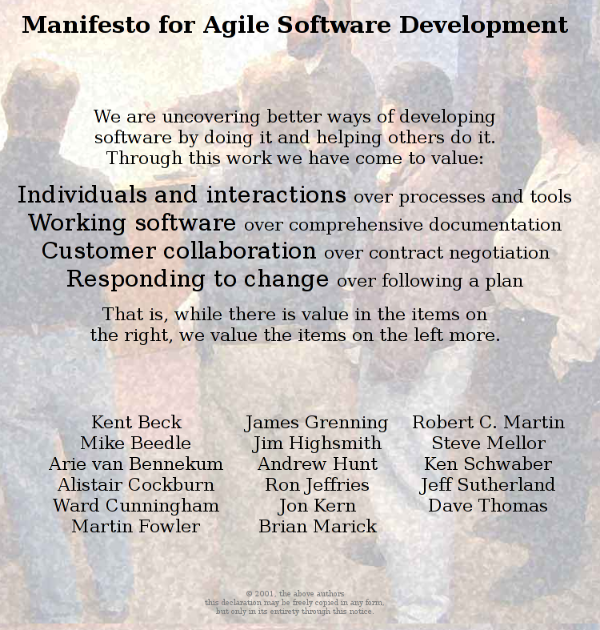 Manifesto for Agile Software Development
We are uncovering better ways of developing
software by doing it and helping others do it.
Through this work we have come to value:
Individuals and interactions over processes and tools
Working software over comprehensive documentation
Customer collaboration over contract negotiation
Responding to change over following a plan
That is, while there is value in the items on
the right, we value the items on the left more.
Kent Beck
Mike Beedle
Arie van Bennekum
Alistair Cockburn
Ward Cunningham
Martin Fowler
James Grenning
Jim Highsmith
Andrew Hunt
Ron Jeffries
Jon Kern
Brian Marick
Robert C. Martin
Steve Mellor
Ken Schwaber
Jeff Sutherland
Dave Thomas
© 2001, the above authors
this declaration may be freely copied in any form,
but only in its entirety through this notice.